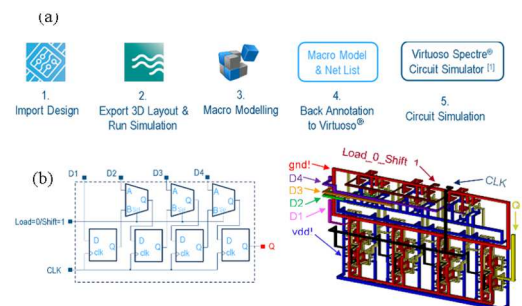 (a)
Macro Model
& Net List
Virtuoso Spectre®
Circuit Simulator [1]
1.
Import Design
2.
Export 3D Layout &
Run Simulation
3.
Macro Modelling
4.
Back Annotation
to Virtuoso®
5.
Circuit Simulation
(b)
D1 D2 D3 D4
A A A
B B B
Load=0/Shift=1
D D D D
clk clk clk clk
CLK
Q
Load_0_Shift_1
gnd!
CLK
D4
D3
D2
D1
vdd!
Q